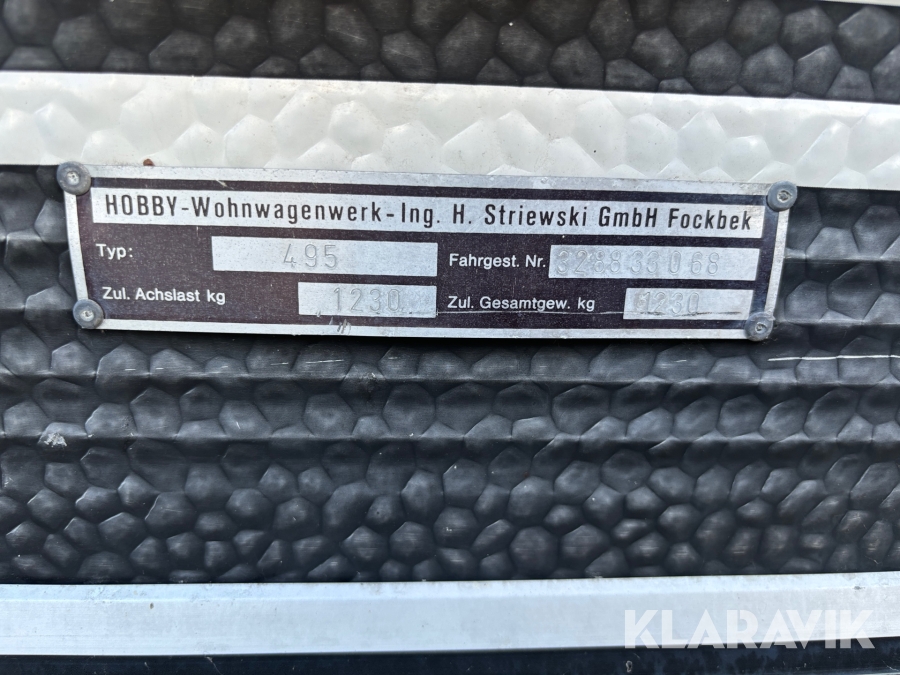 HOBBY-Wohnwagenwerk-Ing. H. Striewski GmbH Fockbek
Typ: 495 Fahrgest. Nr.
Zul. Achslast kg 1230 Zul. Gesamtgew. kg 1230
KLARAVIK